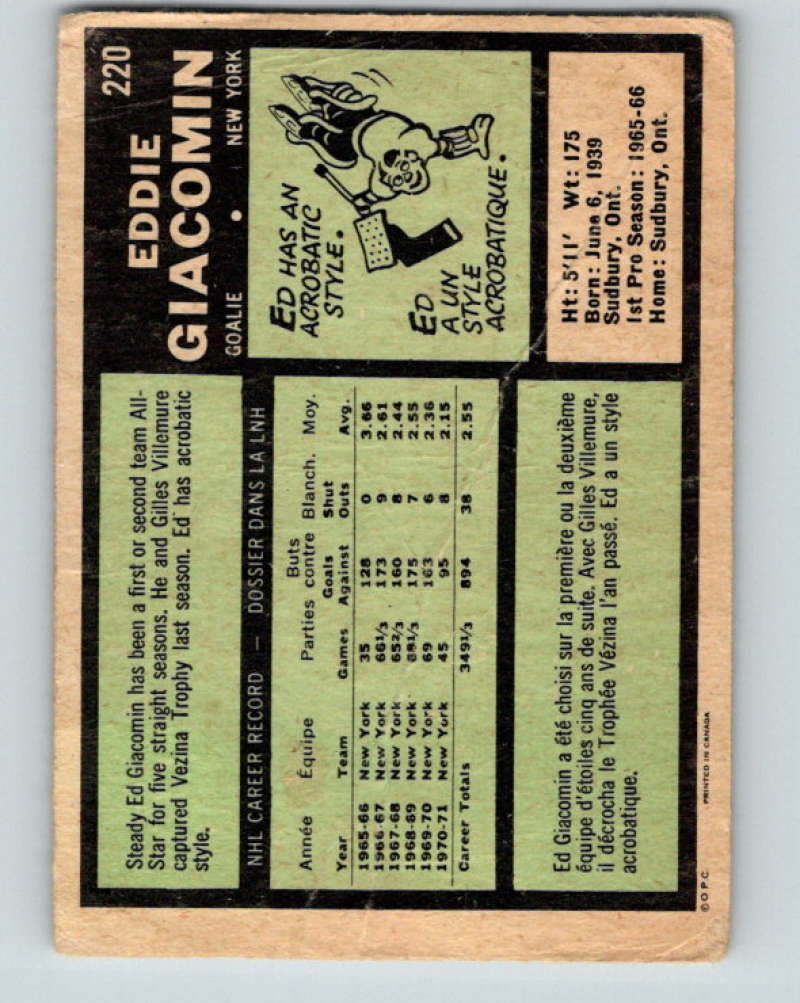 220
EDDIE
GIACOMIN
GOALIE • NEW YORK
Steady Ed Giacomin has been a first or second team All-
Star for five straight seasons. He and Gilles Villemure
captured Vezina Trophy last season. Ed has acrobatic
style.
ED HAS AN
ACROBATIC
STYLE.
ED
A UN
STYLE
ACROBATIQUE.
NHL CAREER RECORD — DOSSIER DANS LA LNH
Buts
Année Équipe Parties contre Blanch. Moy.
Goals Shut
Year Team Games Against Outs Avg.
1965-66 New York 35 128 0 3.66
1966-67 New York 66 1/3 173 9 2.61
1967-68 New York 65 2/3 160 8 2.44
1968-69 New York 68 1/3 175 7 2.55
1969-70 New York 69 163 6 2.36
1970-71 New York 45 95 8 2.15
Career Totals 349 1/3 894 38 2.55
Ht: 5'11' Wt: 175
Born: June 6, 1939
Sudbury, Ont.
1st Pro Season: 1965-66
Home: Sudbury, Ont.
Ed Giacomin a été choisi sur la première ou la deuxième
équipe d'étoiles cinq ans de suite. Avec Gilles Villemure,
il décrocha le Trophée Vézina l'an passé. Ed a un style
acrobatique.
© O P.C. PRINTED IN CANADA